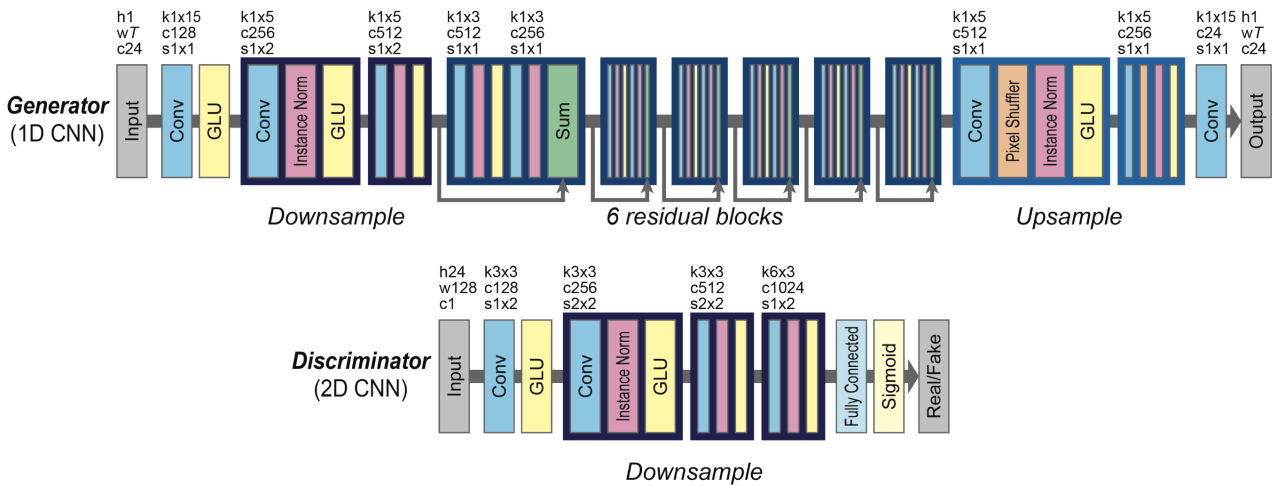 h1
wT
c24
k1x15
c128
s1x1
k1x5
c256
s1x2
k1x5
c512
s1x2
k1x3
c512
s1x1
k1x3
c256
s1x1
k1x5
c512
s1x1
k1x5
c256
s1x1
k1x15
c24
s1x1
h1
wT
c24
Generator
(1D CNN)
Input
Conv
GLU
Conv
Instance Norm
GLU
Sum
Conv
Pixel Shuffler
Instance Norm
GLU
Conv
Output
Downsample
6 residual blocks
Upsample
h24
w128
c1
k3x3
c128
s1x2
k3x3
c256
s2x2
k3x3
c512
s2x2
k6x3
c1024
s1x2
Discriminator
(2D CNN)
Input
Conv
GLU
Conv
Instance Norm
GLU
Fully Connected
Sigmoid
Real/Fake
Downsample